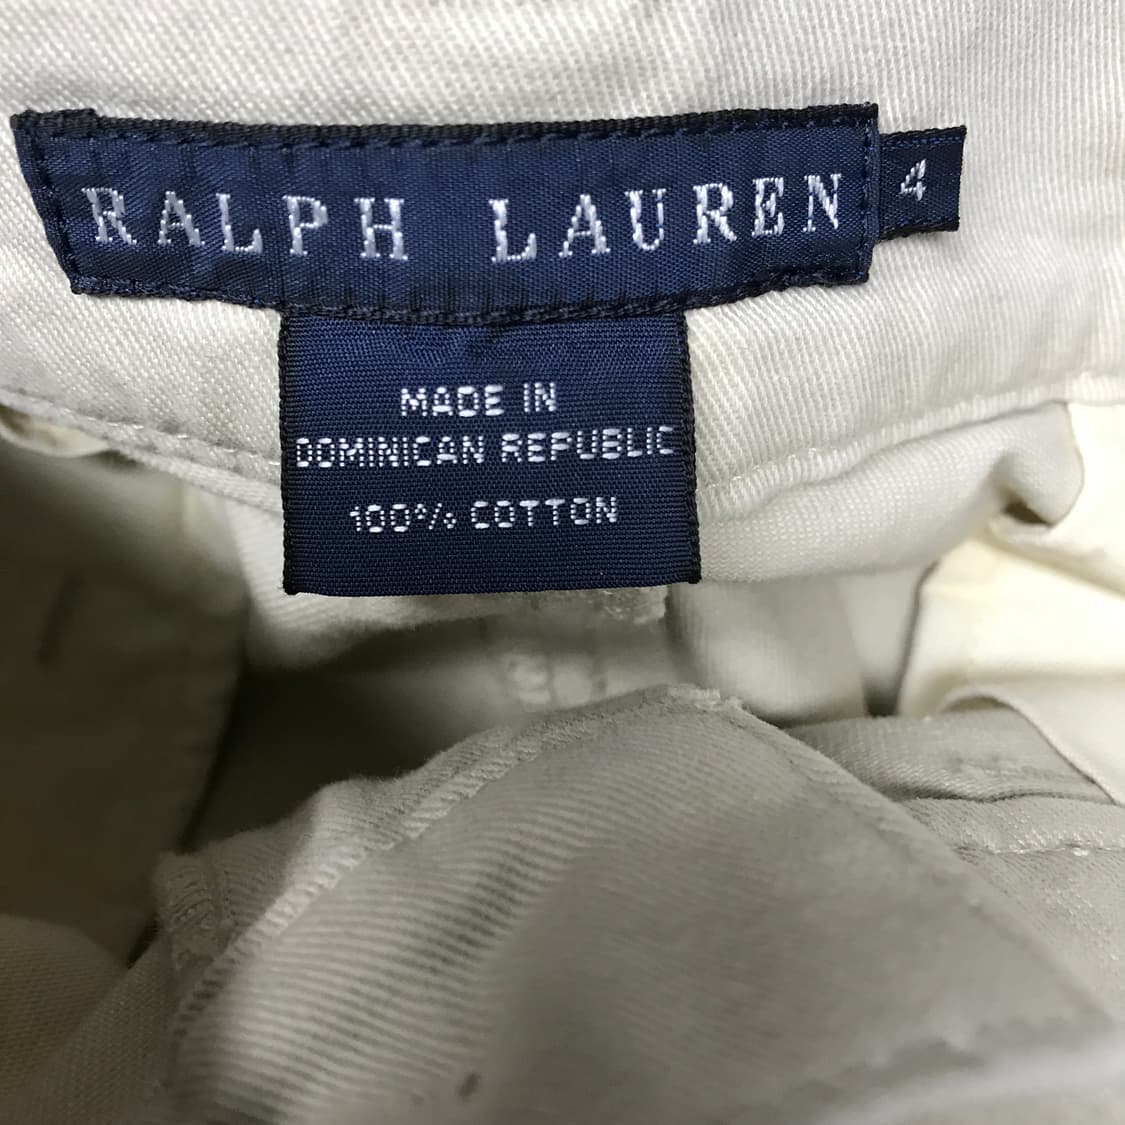 RALPH LAUREN 4
MADE IN
DOMINICAN REPUBLIC
100% COTTON